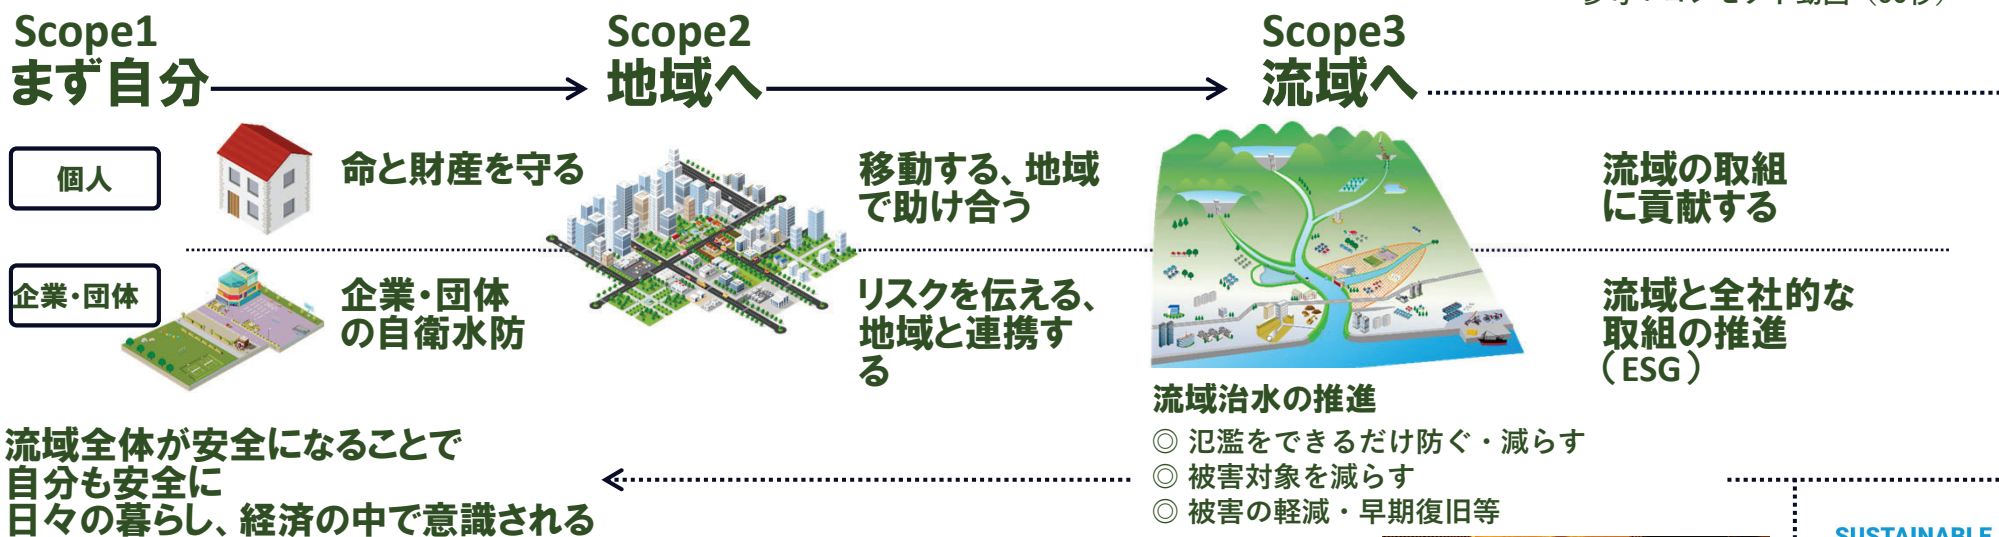 Scope1
まず自分
Scope2
地域へ
Scope3
流域へ
個人
命と財産を守る
移動する、地域
で助け合う
流域の取組
に貢献する
企業・団体
企業・団体
の自衛水防
リスクを伝える、
地域と連携す
る
流域と全社的な
取組の推進
（ESG）
流域治水の推進
◎ 氾濫をできるだけ防ぐ・減らす
◎ 被害対象を減らす
◎ 被害の軽減・早期復旧等
流域全体が安全になることで
自分も安全に
日々の暮らし、経済の中で意識される
SUSTAINABLE